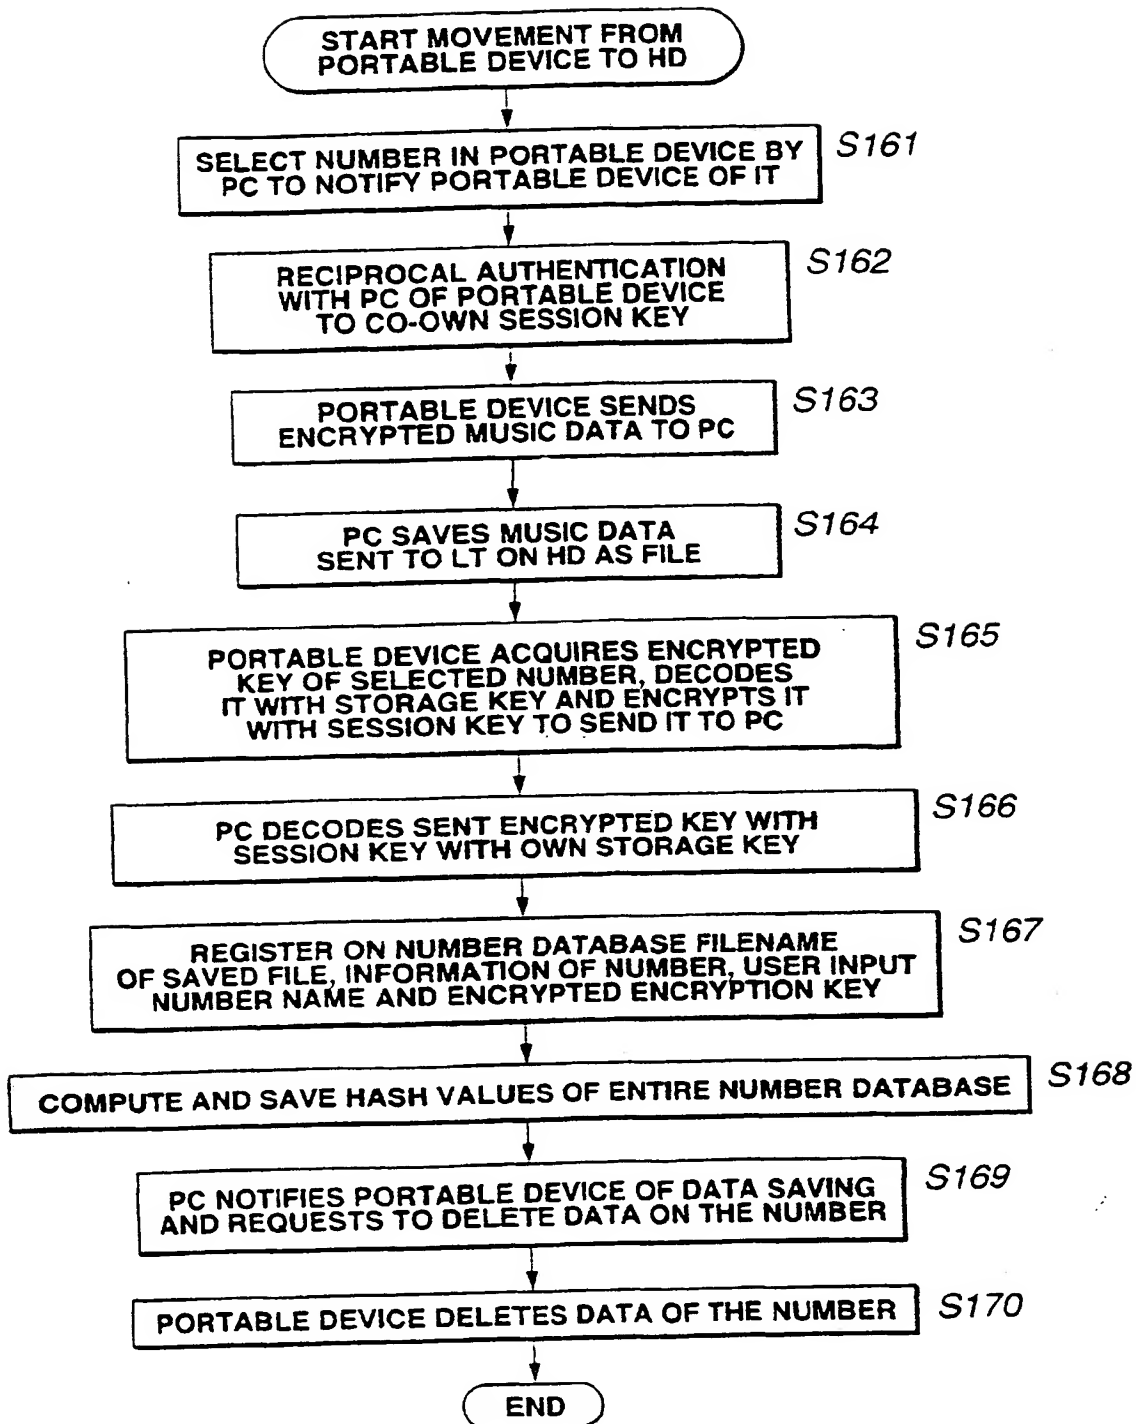 START MOVEMENT FROM
PORTABLE DEVICE TO HD
SELECT NUMBER IN PORTABLE DEVICE BY
PC TO NOTIFY PORTABLE DEVICE OF IT
S161
RECIPROCAL AUTHENTICATION
WITH PC OF PORTABLE DEVICE
TO CO-OWN SESSION KEY
S162
PORTABLE DEVICE SENDS
ENCRYPTED MUSIC DATA TO PC
S163
PC SAVES MUSIC DATA
SENT TO LT ON HD AS FILE
S164
PORTABLE DEVICE ACQUIRES ENCRYPTED
KEY OF SELECTED NUMBER, DECODES
IT WITH STORAGE KEY AND ENCRYPTS IT
WITH SESSION KEY TO SEND IT TO PC
S165
PC DECODES SENT ENCRYPTED KEY WITH
SESSION KEY WITH OWN STORAGE KEY
S166
REGISTER ON NUMBER DATABASE FILENAME
OF SAVED FILE, INFORMATION OF NUMBER, USER INPUT
NUMBER NAME AND ENCRYPTED ENCRYPTION KEY
S167
COMPUTE AND SAVE HASH VALUES OF ENTIRE NUMBER DATABASE
S168
PC NOTIFIES PORTABLE DEVICE OF DATA SAVING
AND REQUESTS TO DELETE DATA ON THE NUMBER
S169
PORTABLE DEVICE DELETES DATA OF THE NUMBER
S170
END